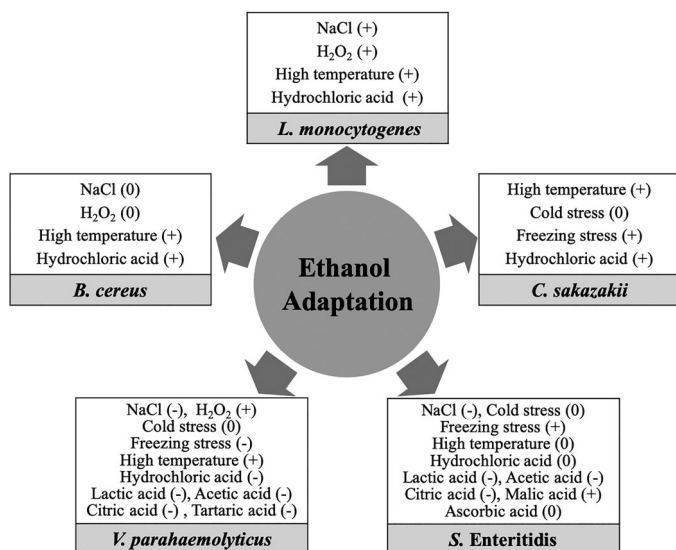 NaCl (+)
H₂O₂ (+)
High temperature (+)
Hydrochloric acid (+)
L. monocytogenes
NaCl (0)
H₂O₂ (0)
High temperature (+)
Hydrochloric acid (+)
B. cereus
High temperature (+)
Cold stress (0)
Freezing stress (+)
Hydrochloric acid (+)
C. sakazakii
Ethanol
Adaptation
NaCl (-), H₂O₂ (+)
Cold stress (0)
Freezing stress (-)
High temperature (+)
Hydrochloric acid (-)
Lactic acid (-), Acetic acid (-)
Citric acid (-) , Tartaric acid (-)
V. parahaemolyticus
NaCl (-), Cold stress (0)
Freezing stress (+)
High temperature (0)
Hydrochloric acid (0)
Lactic acid (-), Acetic acid (-)
Citric acid (-), Malic acid (+)
Ascorbic acid (0)
S. Enteritidis